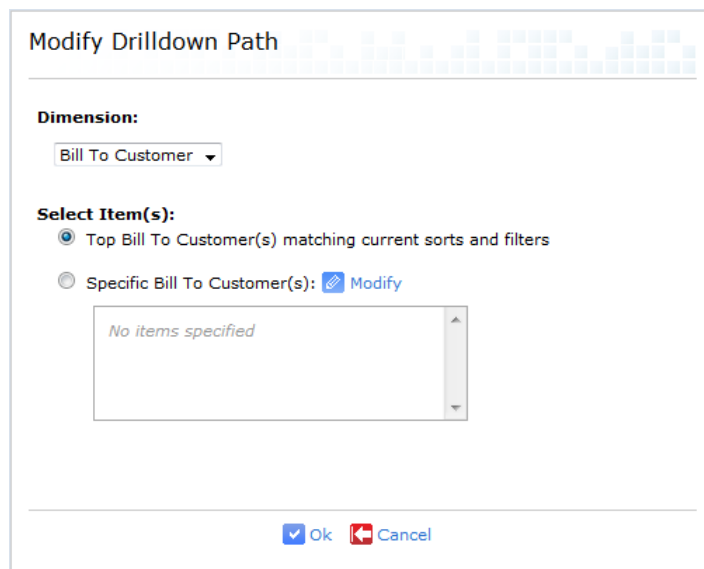 Modify Drilldown Path
Dimension:
Bill To Customer
Select Item(s):
Top Bill To Customer(s) matching current sorts and filters
Specific Bill To Customer(s): Modify
No items specified
Ok Cancel